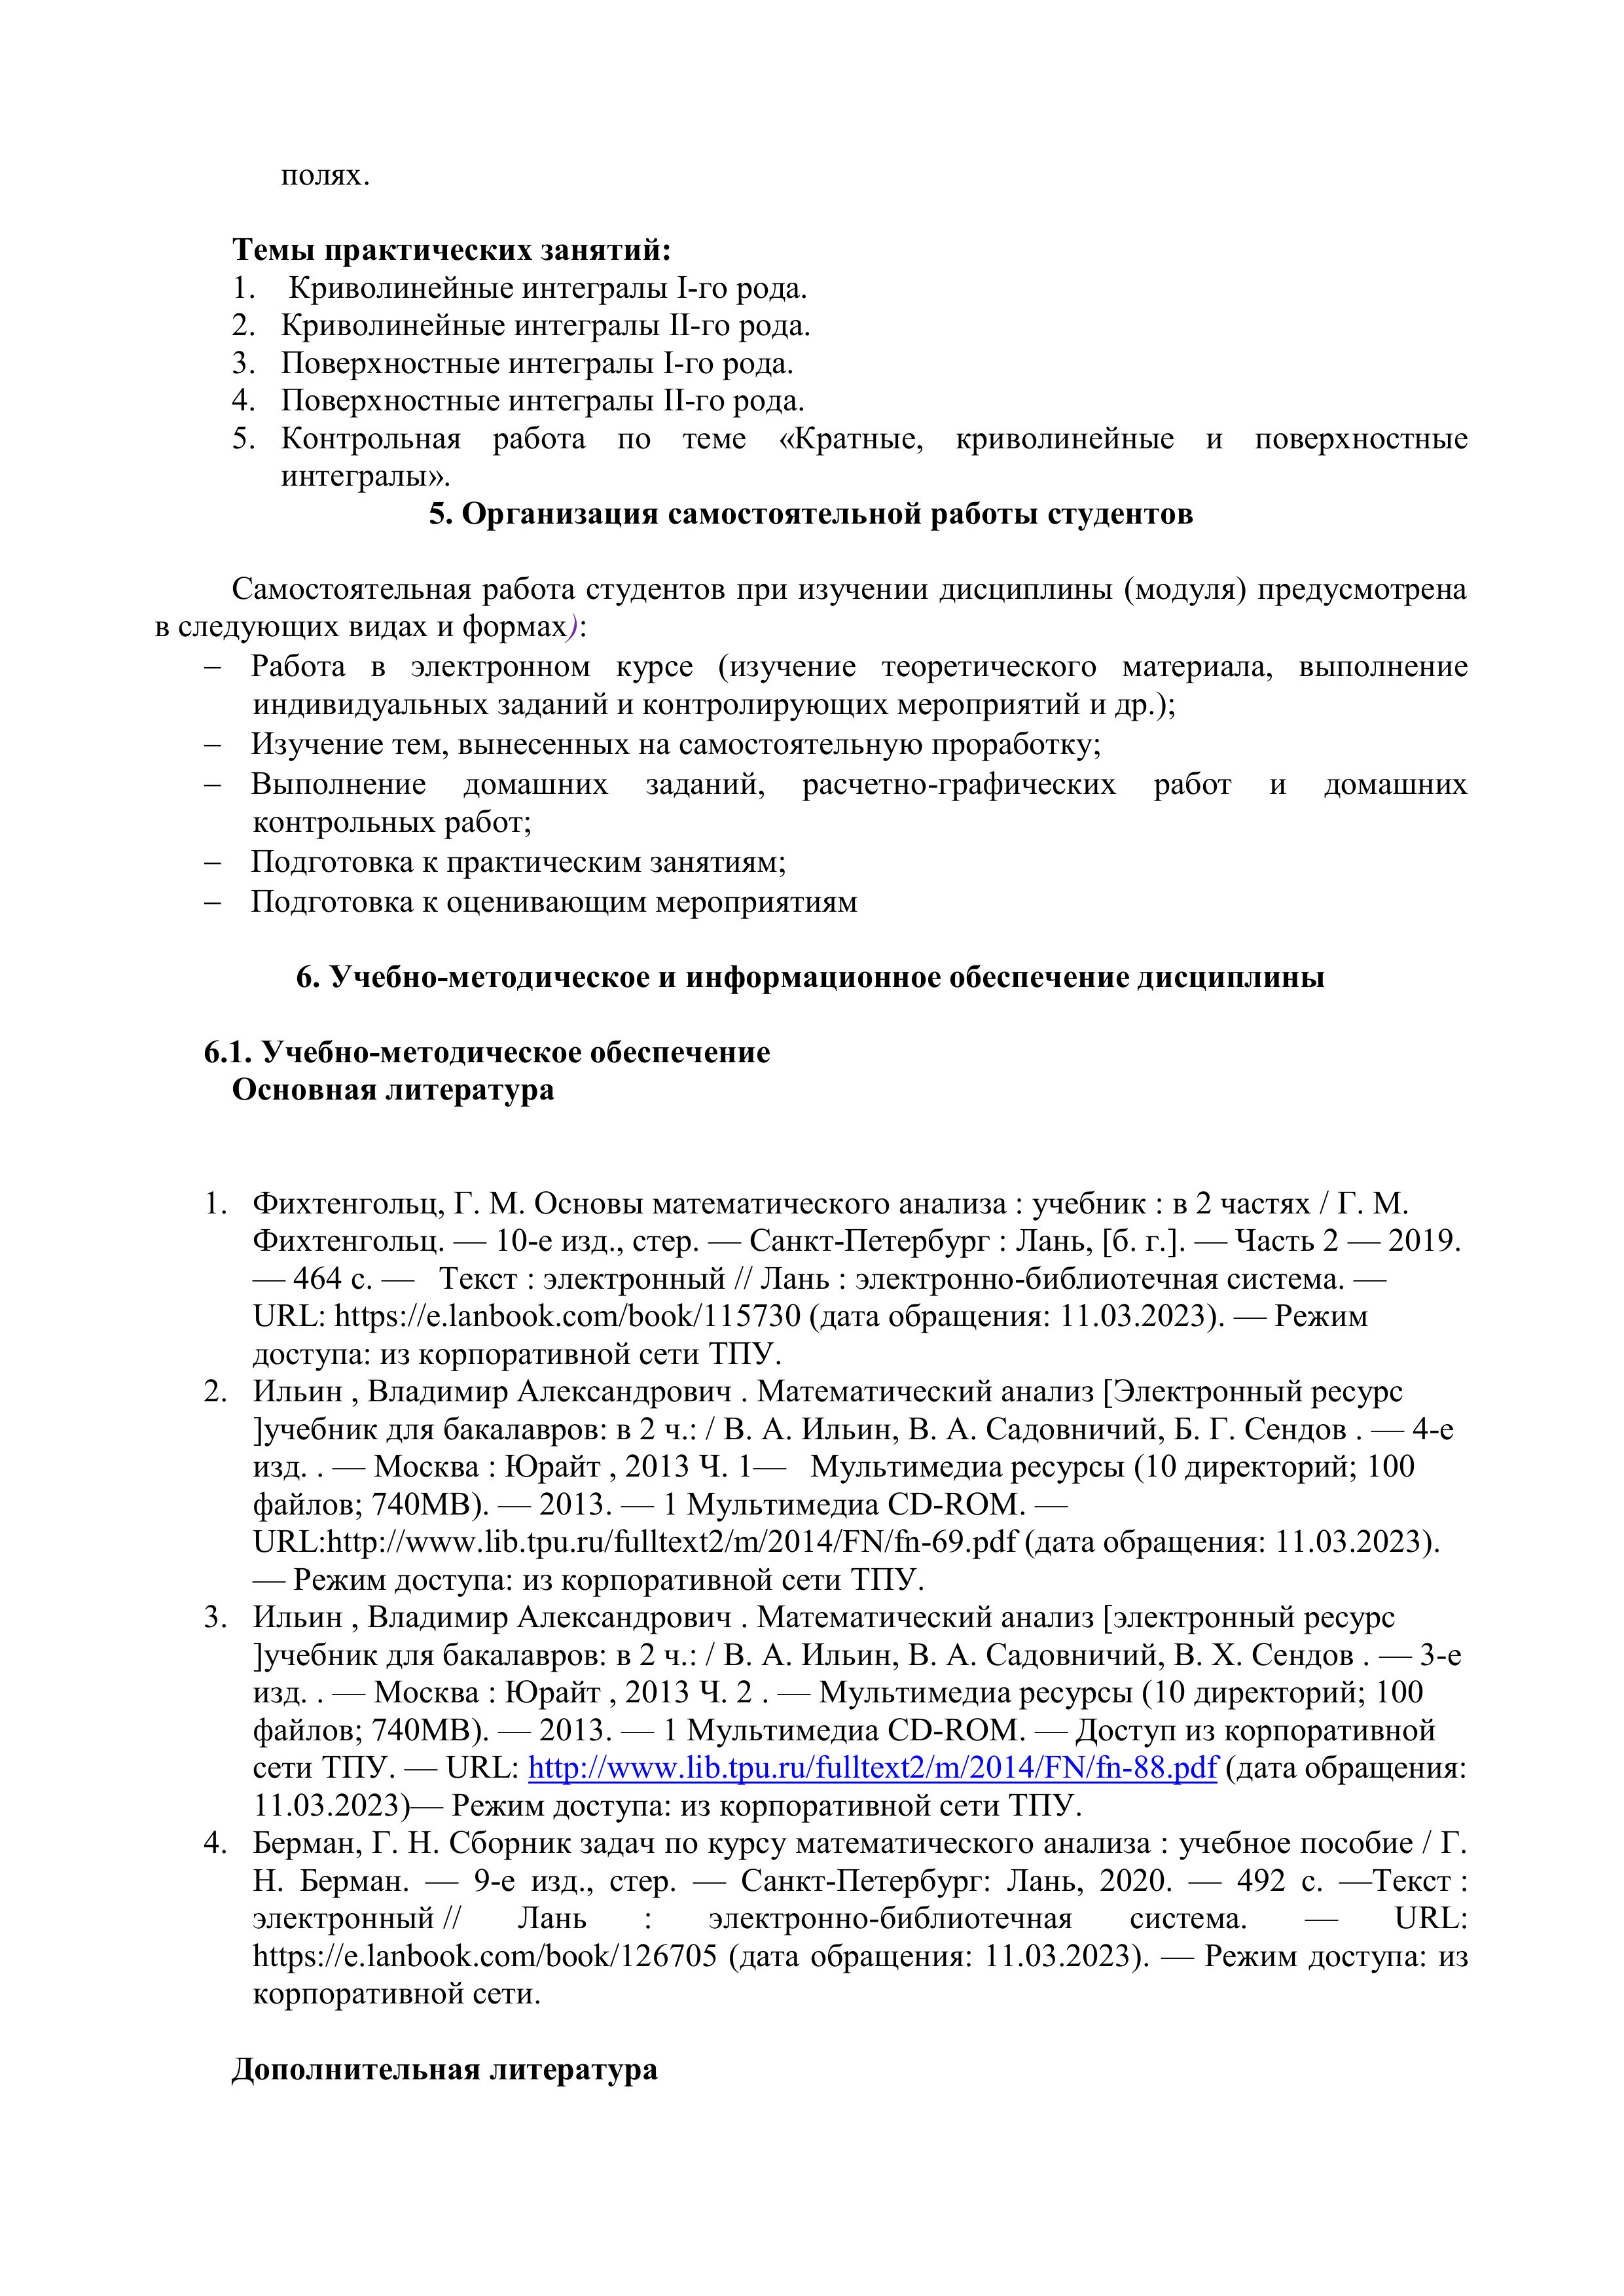 полях.
Темы практических занятий:
1. Криволинейные интегралы I-го рода.
2. Криволинейные интегралы II-го рода.
3. Поверхностные интегралы I-го рода.
4. Поверхностные интегралы II-го рода.
5. Контрольная работа по теме «Кратные, криволинейные и поверхностные
интегралы».
5. Организация самостоятельной работы студентов
Самостоятельная работа студентов при изучении дисциплины (модуля) предусмотрена
в следующих видах и формах):
– Работа в электронном курсе (изучение теоретического материала, выполнение
индивидуальных заданий и контролирующих мероприятий и др.);
– Изучение тем, вынесенных на самостоятельную проработку;
– Выполнение домашних заданий, расчетно-графических работ и домашних
контрольных работ;
– Подготовка к практическим занятиям;
– Подготовка к оценивающим мероприятиям
6. Учебно-методическое и информационное обеспечение дисциплины
6.1. Учебно-методическое обеспечение
Основная литература
1. Фихтенгольц, Г. М. Основы математического анализа : учебник : в 2 частях / Г. М.
Фихтенгольц. — 10-е изд., стер. — Санкт-Петербург : Лань, [б. г.]. — Часть 2 — 2019.
— 464 с. — Текст : электронный // Лань : электронно-библиотечная система. —
URL: https://e.lanbook.com/book/115730 (дата обращения: 11.03.2023). — Режим
доступа: из корпоративной сети ТПУ.
2. Ильин , Владимир Александрович . Математический анализ [Электронный ресурс
]учебник для бакалавров: в 2 ч.: / В. А. Ильин, В. А. Садовничий, Б. Г. Сендов . — 4-е
изд. . — Москва : Юрайт , 2013 Ч. 1— Мультимедиа ресурсы (10 директорий; 100
файлов; 740MB). — 2013. — 1 Мультимедиа CD-ROM. —
URL:http://www.lib.tpu.ru/fulltext2/m/2014/FN/fn-69.pdf (дата обращения: 11.03.2023).
— Режим доступа: из корпоративной сети ТПУ.
3. Ильин , Владимир Александрович . Математический анализ [электронный ресурс
]учебник для бакалавров: в 2 ч.: / В. А. Ильин, В. А. Садовничий, В. Х. Сендов . — 3-е
изд. . — Москва : Юрайт , 2013 Ч. 2 . — Мультимедиа ресурсы (10 директорий; 100
файлов; 740MB). — 2013. — 1 Мультимедиа CD-ROM. — Доступ из корпоративной
сети ТПУ. — URL: http://www.lib.tpu.ru/fulltext2/m/2014/FN/fn-88.pdf (дата обращения:
11.03.2023)— Режим доступа: из корпоративной сети ТПУ.
4. Берман, Г. Н. Сборник задач по курсу математического анализа : учебное пособие / Г.
Н. Берман. — 9-е изд., стер. — Санкт-Петербург: Лань, 2020. — 492 с. —Текст :
электронный // Лань : электронно-библиотечная система. — URL:
https://e.lanbook.com/book/126705 (дата обращения: 11.03.2023). — Режим доступа: из
корпоративной сети.
Дополнительная литература